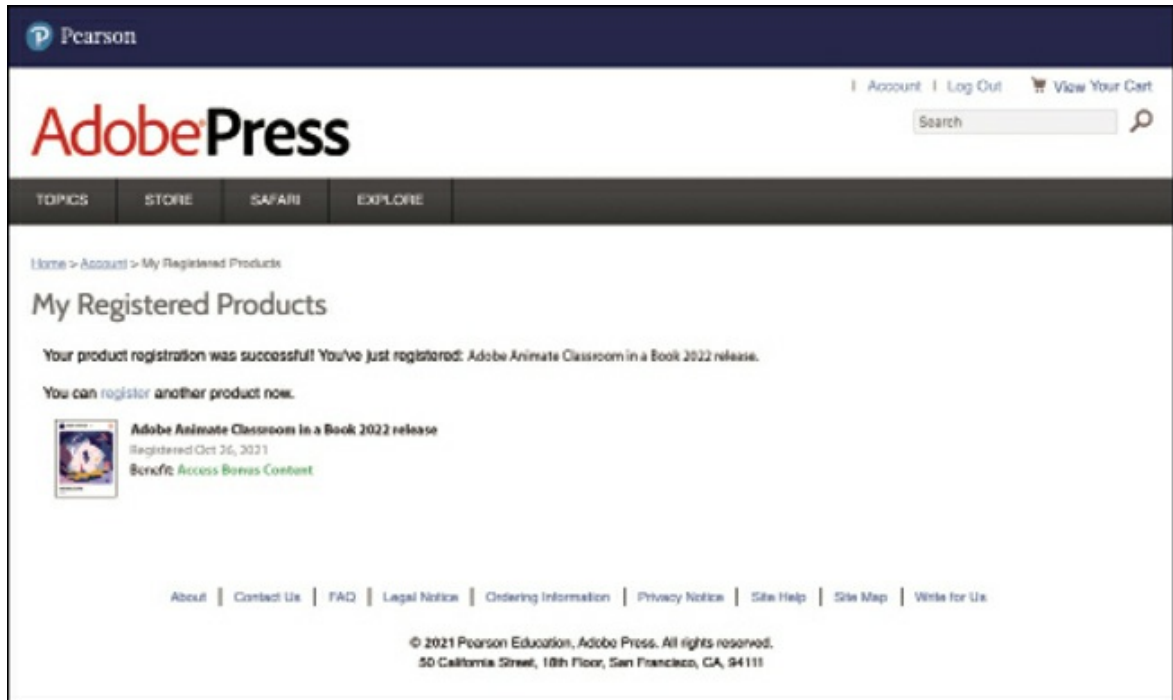 Pearson
| Account | Log Out View Your Cart
AdobePress
Search
TOPICS STORE SAFARI EXPLORE
Home > Account > My Registered Products
My Registered Products
Your product registration was successful! You've just registered: Adobe Animate Classroom in a Book 2022 release.
You can register another product now.
Adobe Animate Classroom in a Book 2022 release
Registered Oct 26, 2021
Benefit: Access Bonus Content
About | Contact Us | FAQ | Legal Notice | Ordering Information | Privacy Notice | Site Help | Site Map | Write for Us
© 2021 Pearson Education, Adobe Press. All rights reserved.
50 California Street, 18th Floor, San Francisco, CA, 94111